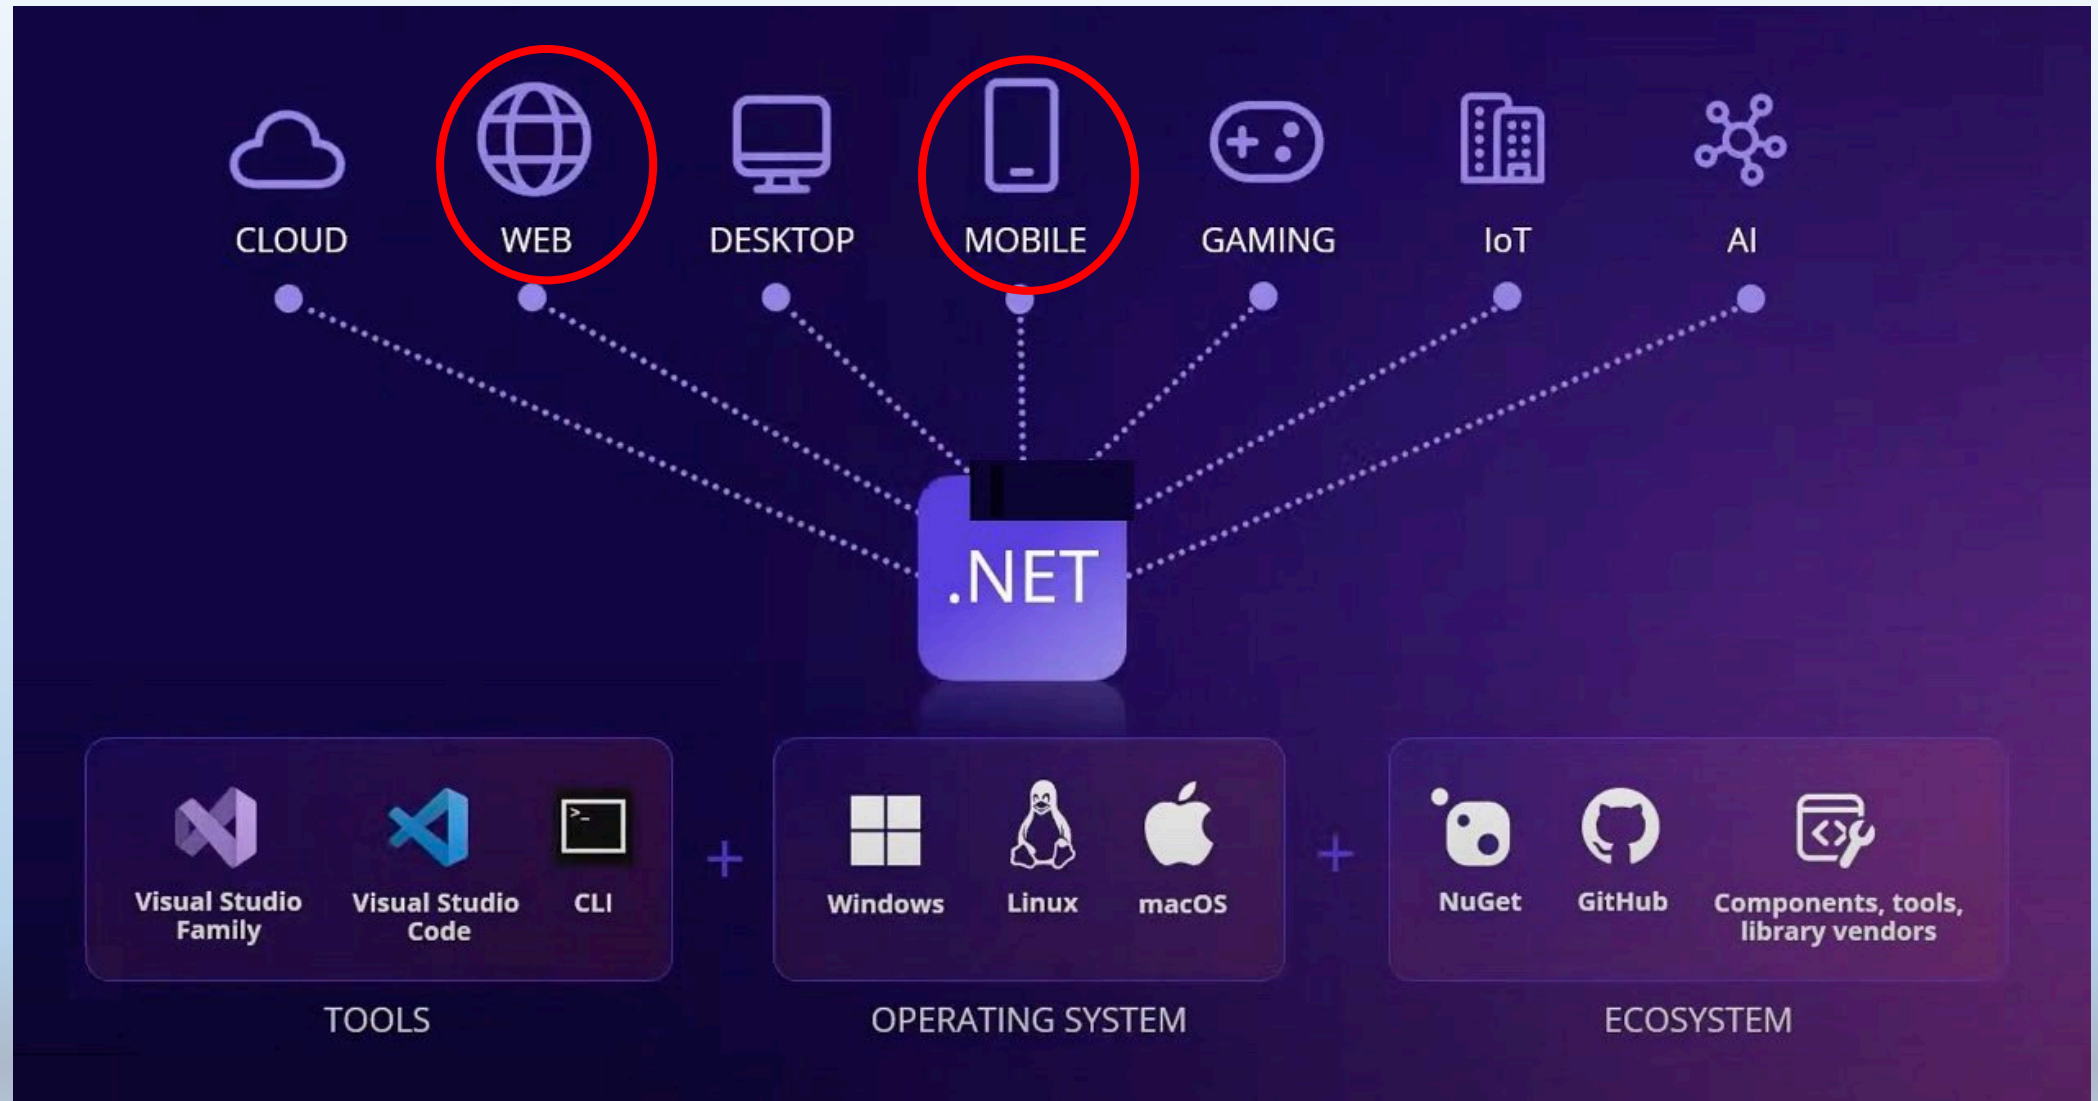 CLOUD
WEB
DESKTOP
MOBILE
GAMING
IoT
AI
.NET
>_
Visual Studio
Family
Visual Studio
Code
CLI
Windows
Linux
macOS
NuGet
GitHub
Components, tools,
library vendors
TOOLS
OPERATING SYSTEM
ECOSYSTEM